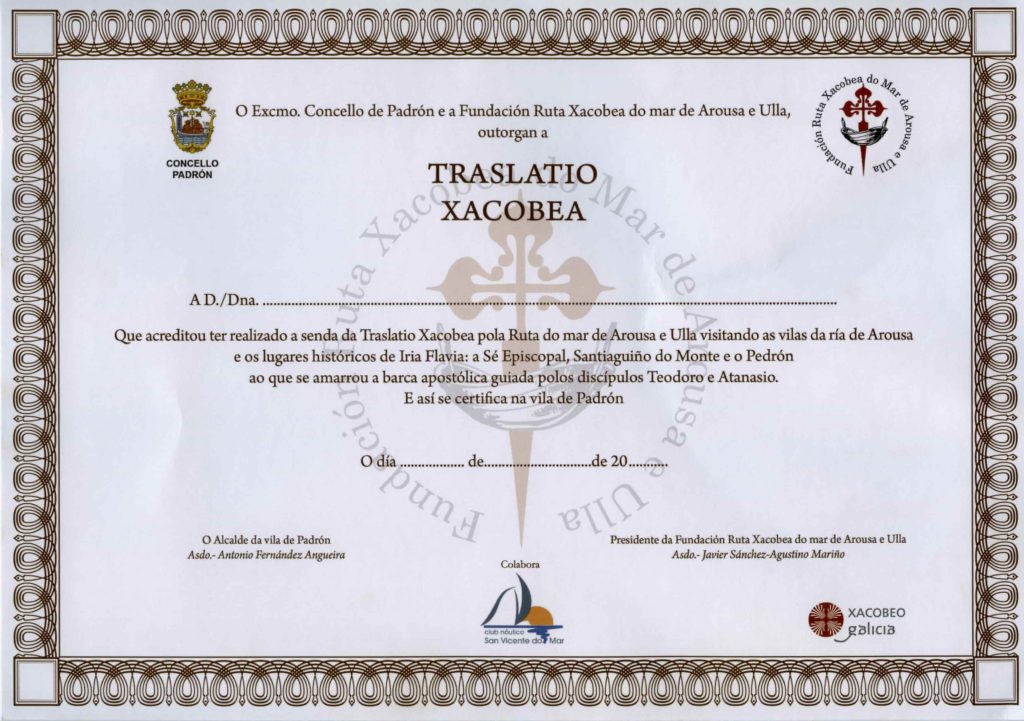 O Excmo. Concello de Padrón e a Fundación Ruta Xacobea do mar de Arousa e Ulla,
outorgan a
CONCELLO
PADRÓN
Fundación Ruta Xacobea do Mar de Arousa e Ulla
TRASLATIO
XACOBEA
Fundación Ruta Xacobea do Mar de Arousa e Ulla
A D./Dna. ....................
Que acreditou ter realizado a senda da Traslatio Xacobea pola Ruta do mar de Arousa e Ulla visitando as vilas da ría de Arousa
e os lugares históricos de Iria Flavia: a Sé Episcopal, Santiaguiño do Monte e o Pedrón
ao que se amarrou a barca apostólica guiada polos discípulos Teodoro e Atanasio.
E así se certifica na vila de Padrón
O día .................. de..............................de 20...........
O Alcalde da vila de Padrón
Asdo.- Antonio Fernández Angueira
Presidente da Fundación Ruta Xacobea do mar de Arousa e Ulla
Asdo.- Javier Sánchez-Agustino Mariño
Colabora
club náutico
San Vicente do Mar
XACOBEO
galicia